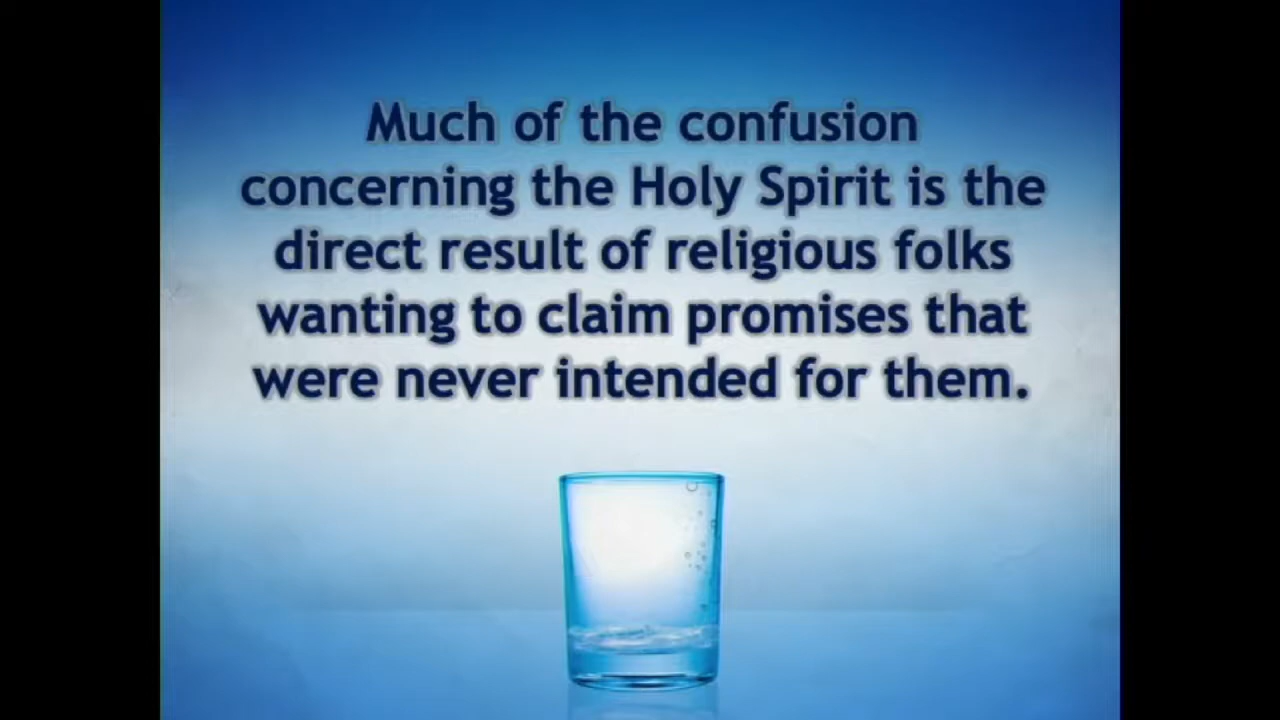 Much of the confusion
concerning the Holy Spirit is the
direct result of religious folks
wanting to claim promises that
were never intended for them.